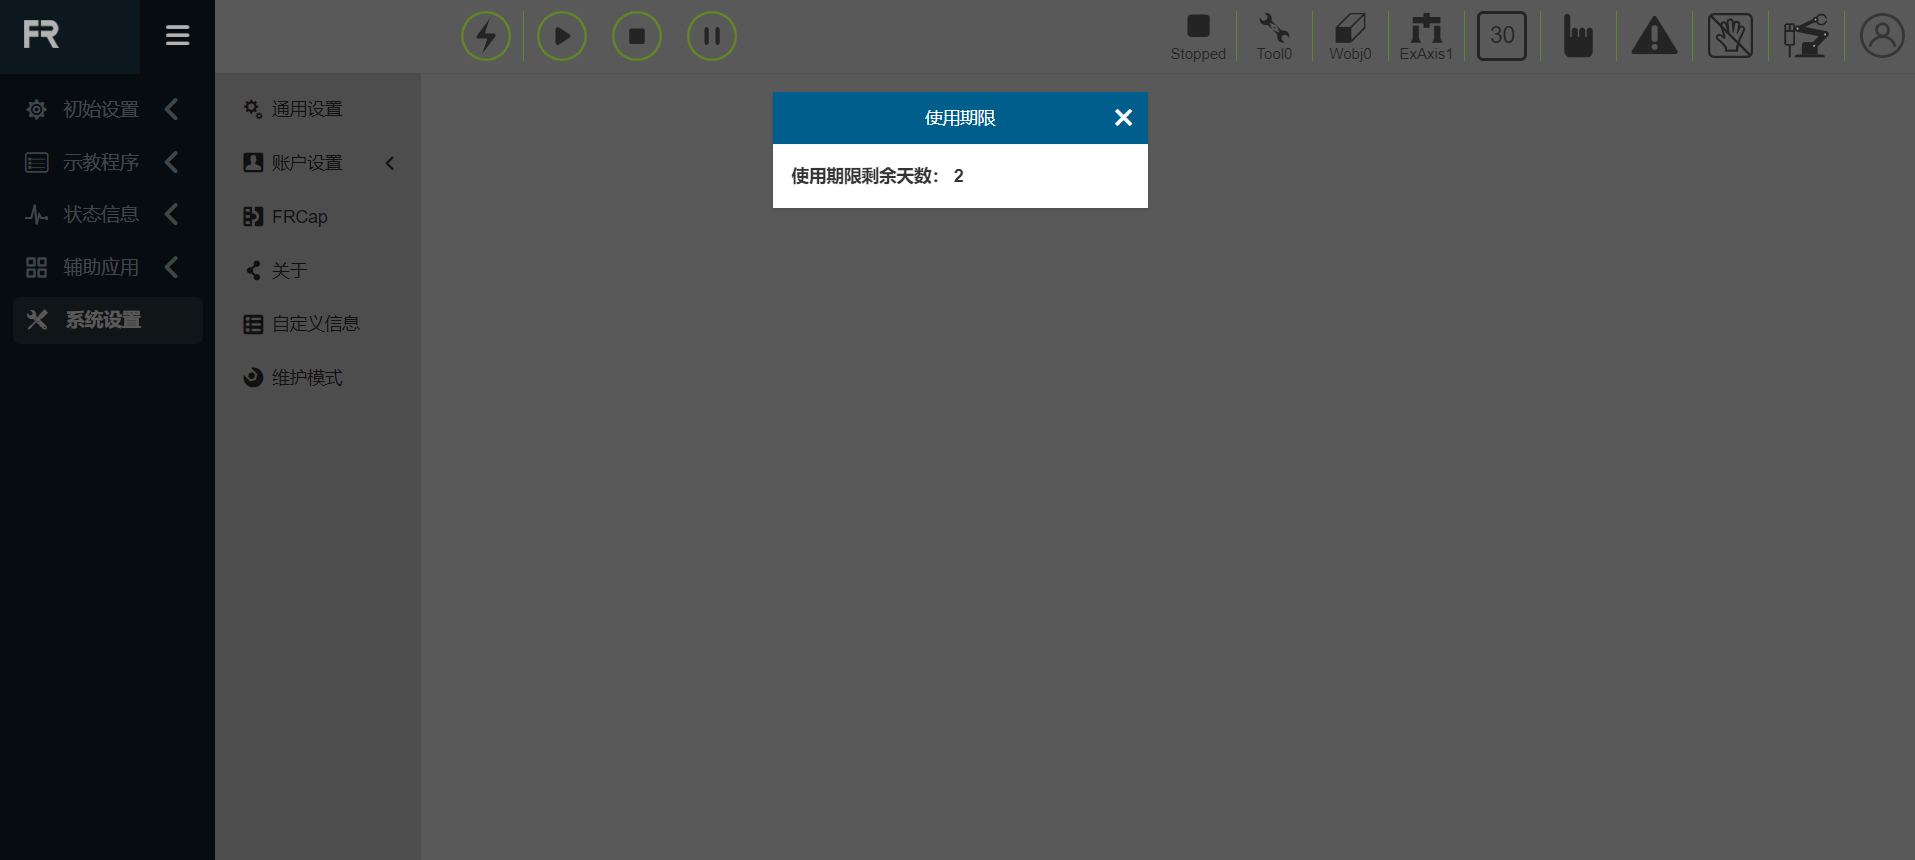 FR
Stopped
Tool0
Wobj0
ExAxis1
30
初始设置
示教程序
状态信息
辅助应用
系统设置
通用设置
账户设置
FRCap
关于
自定义信息
维护模式
使用期限
使用期限剩余天数： 2